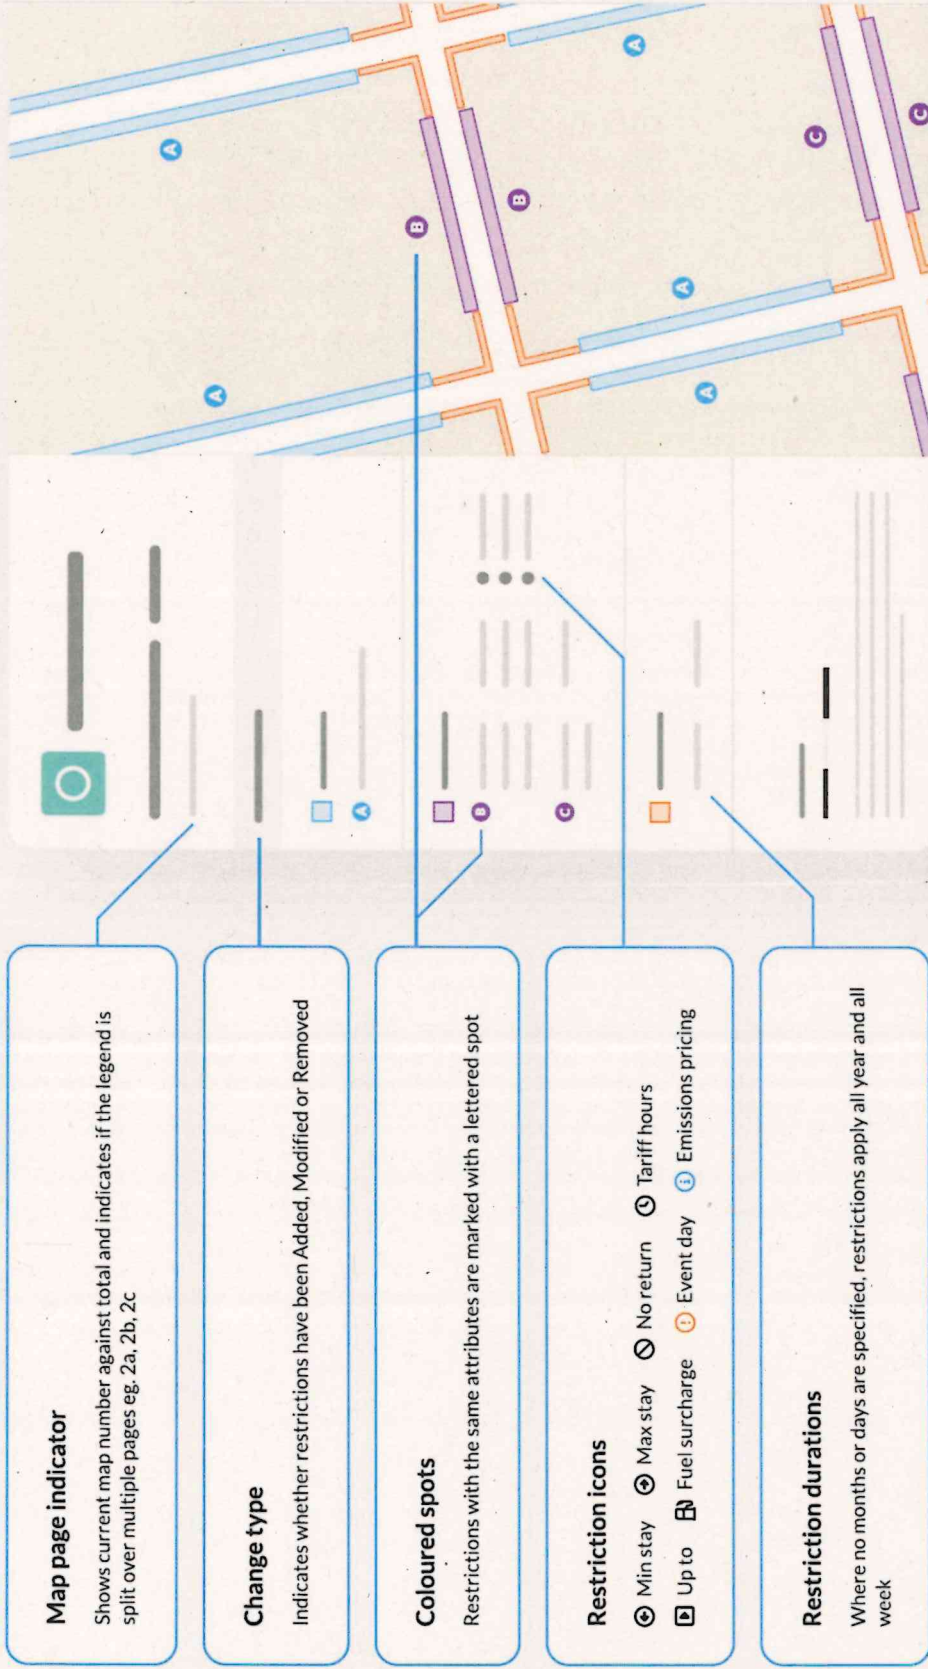 Map page indicator
Shows current map number against total and indicates if the legend is
split over multiple pages eg. 2a, 2b, 2c
Change type
Indicates whether restrictions have been Added, Modified or Removed
Coloured spots
Restrictions with the same attributes are marked with a lettered spot
Restriction icons
Min stay Max stay No return Tariff hours
Up to Fuel surcharge Event day Emissions pricing
Restriction durations
Where no months or days are specified, restrictions apply all year and all
week
A
B
C
A
A
A
A
A
B
B
C
C